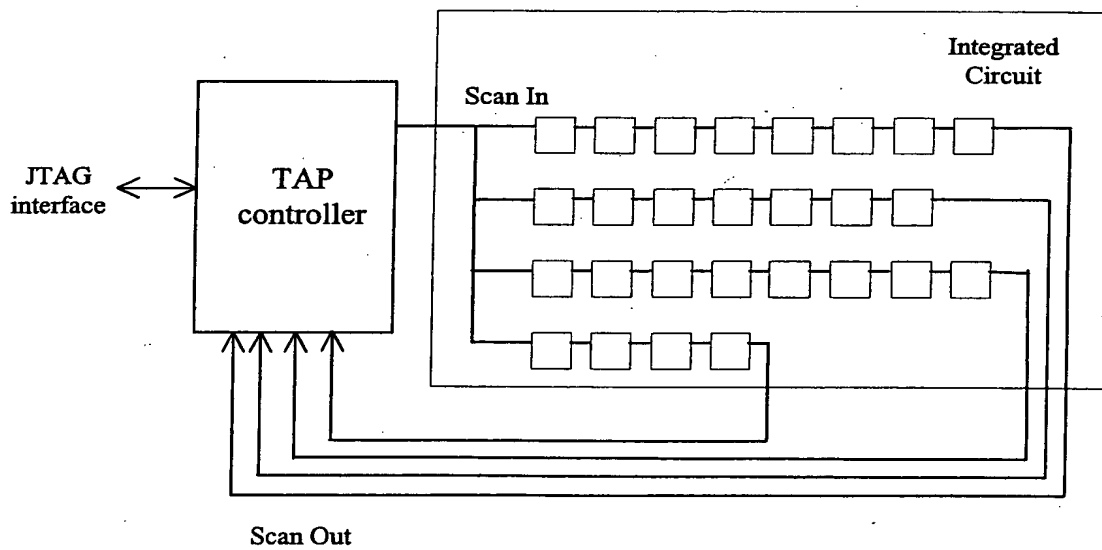 Integrated
Circuit
Scan In
JTAG
interface
TAP
controller
Scan Out